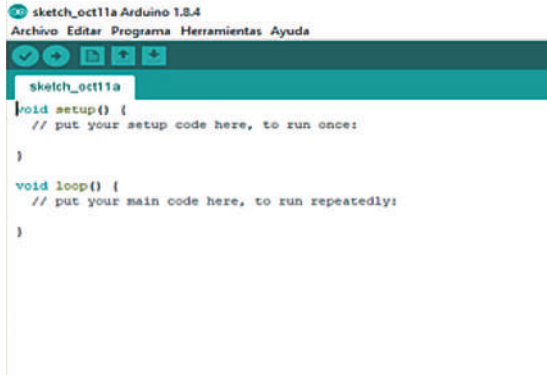 sketch_oct11a Arduino 1.8.4
Archivo Editar Programa Herramientas Ayuda
sketch_oct11a
void setup() {
// put your setup code here, to run once:
}
void loop() {
// put your main code here, to run repeatedly:
}